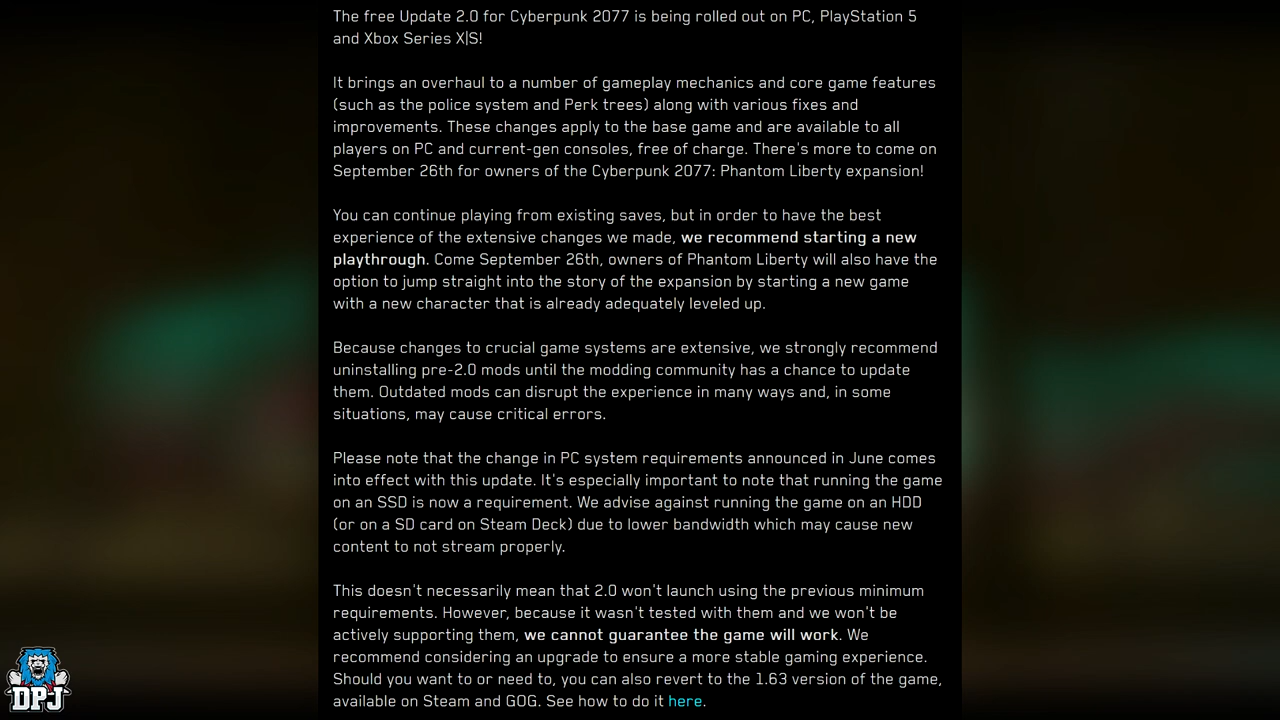 The free Update 2.0 for Cyberpunk 2077 is being rolled out on PC, PlayStation 5
and Xbox Series X|S!
It brings an overhaul to a number of gameplay mechanics and core game features
(such as the police system and Perk trees) along with various fixes and
improvements. These changes apply to the base game and are available to all
players on PC and current-gen consoles, free of charge. There's more to come on
September 26th for owners of the Cyberpunk 2077: Phantom Liberty expansion!
You can continue playing from existing saves, but in order to have the best
experience of the extensive changes we made, we recommend starting a new
playthrough. Come September 26th, owners of Phantom Liberty will also have the
option to jump straight into the story of the expansion by starting a new game
with a new character that is already adequately leveled up.
Because changes to crucial game systems are extensive, we strongly recommend
uninstalling pre-2.0 mods until the modding community has a chance to update
them. Outdated mods can disrupt the experience in many ways and, in some
situations, may cause critical errors.
Please note that the change in PC system requirements announced in June comes
into effect with this update. It's especially important to note that running the game
on an SSD is now a requirement. We advise against running the game on an HDD
(or on a SD card on Steam Deck) due to lower bandwidth which may cause new
content to not stream properly.
This doesn't necessarily mean that 2.0 won't launch using the previous minimum
requirements. However, because it wasn't tested with them and we won't be
actively supporting them, we cannot guarantee the game will work. We
recommend considering an upgrade to ensure a more stable gaming experience.
Should you want to or need to, you can also revert to the 1.63 version of the game,
available on Steam and GOG. See how to do it here.
DPJ